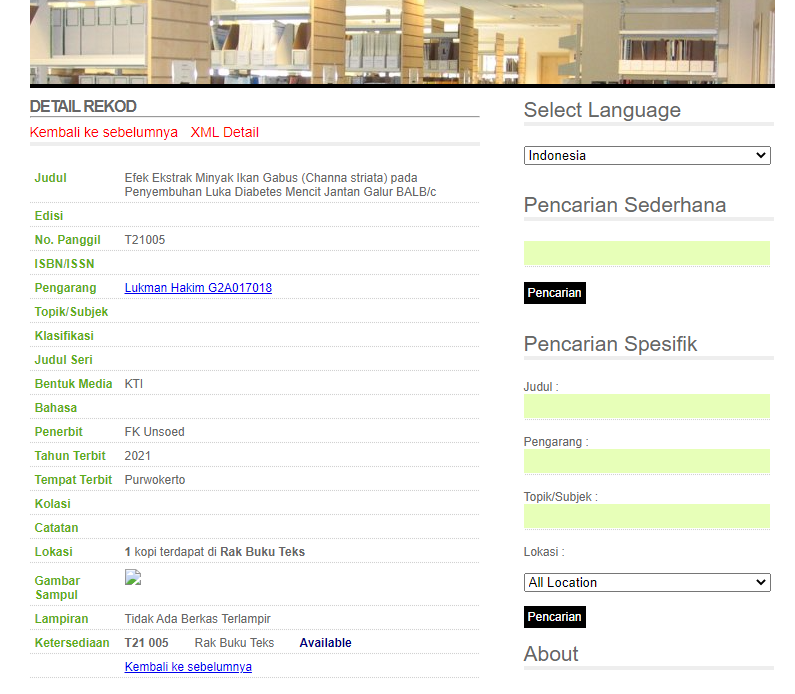 DETAIL REKOD
Kembali ke sebelumnya XML Detail
Judul Efek Ekstrak Minyak Ikan Gabus (Channa striata) pada
Penyembuhan Luka Diabetes Mencit Jantan Galur BALB/c
Edisi
No. Panggil T21005
ISBN/ISSN
Pengarang Lukman Hakim G2A017018
Topik/Subjek
Klasifikasi
Judul Seri
Bentuk Media KTI
Bahasa
Penerbit FK Unsoed
Tahun Terbit 2021
Tempat Terbit Purwokerto
Kolasi
Catatan
Lokasi 1 kopi terdapat di Rak Buku Teks
Gambar
Sampul
Lampiran Tidak Ada Berkas Terlampir
Ketersediaan T21 005 Rak Buku Teks Available
Kembali ke sebelumnya
Select Language
Indonesia
Pencarian Sederhana
Pencarian
Pencarian Spesifik
Judul :
Pengarang :
Topik/Subjek :
Lokasi :
All Location
Pencarian
About